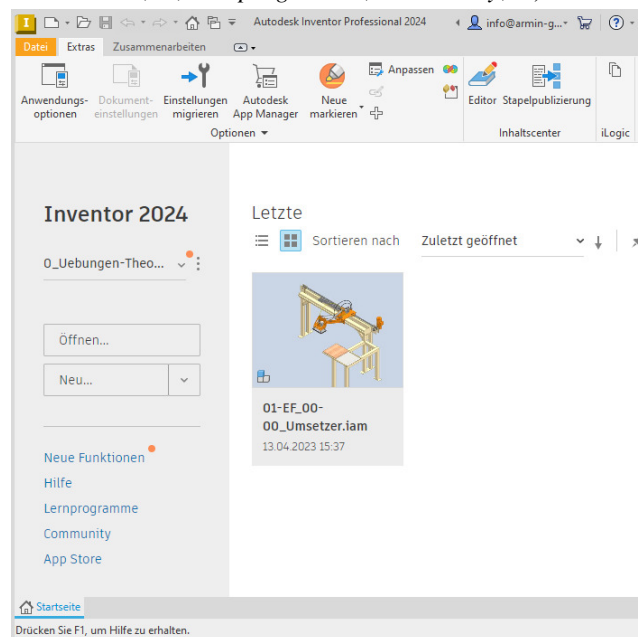 Autodesk Inventor Professional 2024
info@armin-g...
Datei Extras Zusammenarbeiten
Anwendungs-
optionen
Dokument-
einstellungen
Einstellungen
migrieren
Autodesk
App Manager
Neue
markieren
Anpassen
Editor
Stapelpublizierung
Optionen
Inhaltscenter
iLogic
Inventor 2024
0_Uebungen-Theo...
Öffnen...
Neu...
Neue Funktionen
Hilfe
Lernprogramme
Community
App Store
Letzte
Sortieren nach Zuletzt geöffnet
01-EF_00-
00_Umsetzer.iam
13.04.2023 15:37
Startseite
Drücken Sie F1, um Hilfe zu erhalten.